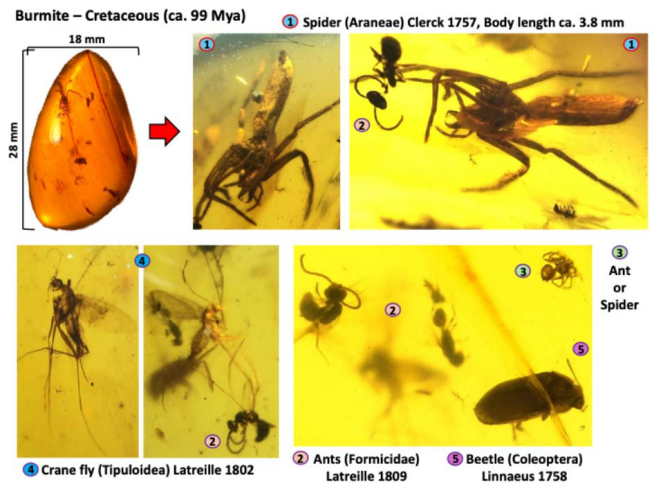 Burmite – Cretaceous (ca. 99 Mya)
18 mm
28 mm
1 Spider (Araneae) Clerck 1757, Body length ca. 3.8 mm
1
1
2
4
2
2
3
5
3
Ant
or
Spider
4 Crane fly (Tipuloidea) Latreille 1802
2 Ants (Formicidae)
Latreille 1809
5 Beetle (Coleoptera)
Linnaeus 1758